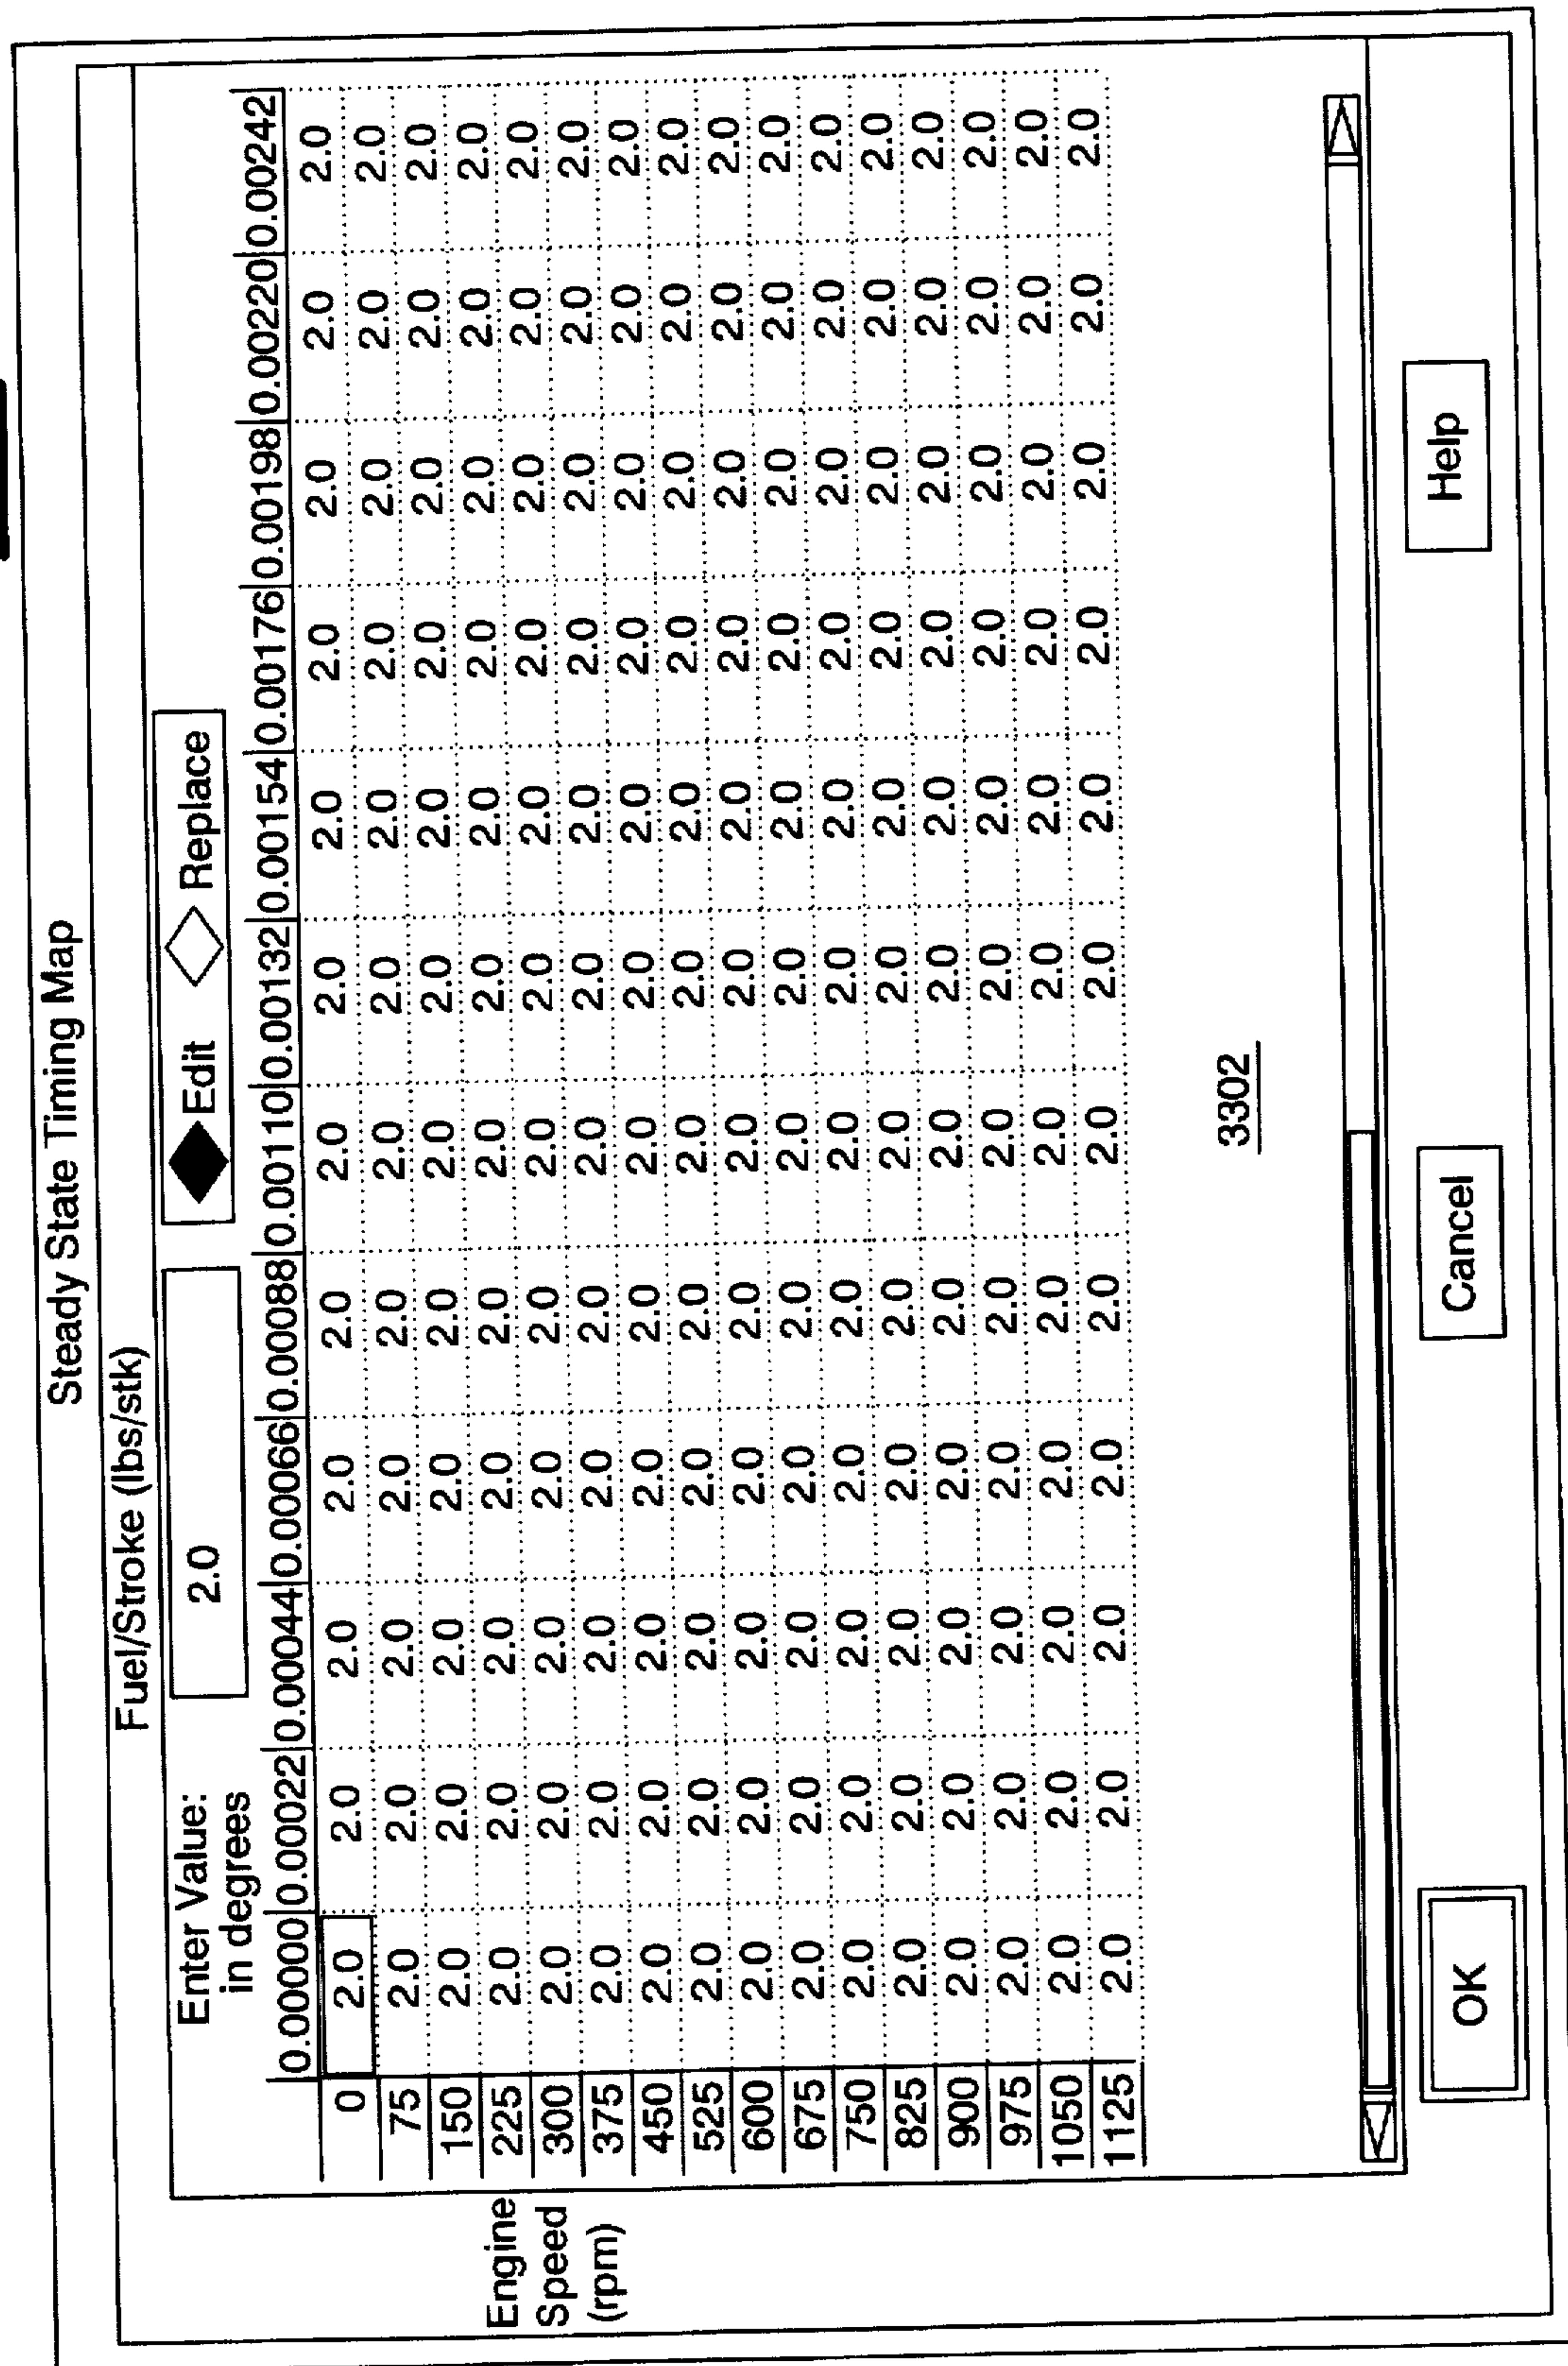 Steady State Timing Map
Fuel/Stroke (lbs/stk)
Enter Value: 2.0 Edit Replace
in degrees
0.00000 0.00022 0.00044 0.00066 0.00088 0.00110 0.00132 0.00154 0.00176 0.00198 0.00220 0.00242
0 2.0 2.0 2.0 2.0 2.0 2.0 2.0 2.0 2.0 2.0 2.0 2.0
75 2.0 2.0 2.0 2.0 2.0 2.0 2.0 2.0 2.0 2.0 2.0 2.0
150 2.0 2.0 2.0 2.0 2.0 2.0 2.0 2.0 2.0 2.0 2.0 2.0
Engine 225 2.0 2.0 2.0 2.0 2.0 2.0 2.0 2.0 2.0 2.0 2.0 2.0
Speed 300 2.0 2.0 2.0 2.0 2.0 2.0 2.0 2.0 2.0 2.0 2.0 2.0
(rpm) 375 2.0 2.0 2.0 2.0 2.0 2.0 2.0 2.0 2.0 2.0 2.0 2.0
450 2.0 2.0 2.0 2.0 2.0 2.0 2.0 2.0 2.0 2.0 2.0 2.0
525 2.0 2.0 2.0 2.0 2.0 2.0 2.0 2.0 2.0 2.0 2.0 2.0
600 2.0 2.0 2.0 2.0 2.0 2.0 2.0 2.0 2.0 2.0 2.0 2.0
675 2.0 2.0 2.0 2.0 2.0 2.0 2.0 2.0 2.0 2.0 2.0 2.0
750 2.0 2.0 2.0 2.0 2.0 2.0 2.0 2.0 2.0 2.0 2.0 2.0
825 2.0 2.0 2.0 2.0 2.0 2.0 2.0 2.0 2.0 2.0 2.0 2.0
900 2.0 2.0 2.0 2.0 2.0 2.0 2.0 2.0 2.0 2.0 2.0 2.0
975 2.0 2.0 2.0 2.0 2.0 2.0 2.0 2.0 2.0 2.0 2.0 2.0
1050 2.0 2.0 2.0 2.0 2.0 2.0 2.0 2.0 2.0 2.0 2.0 2.0
1125 2.0 2.0 2.0 2.0 2.0 2.0 2.0 2.0 2.0 2.0 2.0 2.0
3302
OK Cancel Help